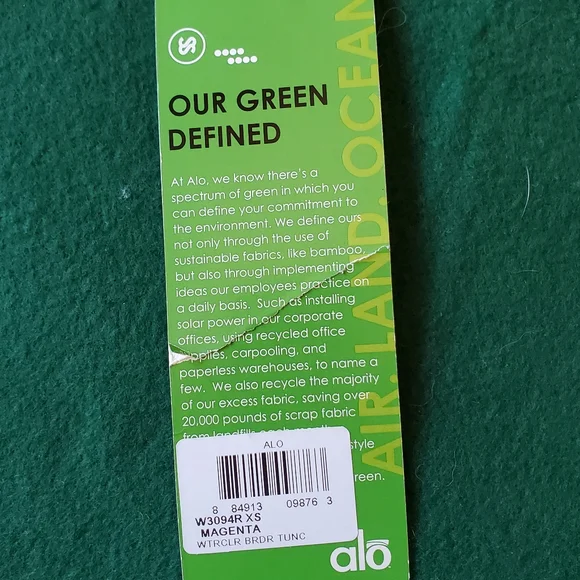 OUR GREEN
DEFINED
At Alo, we know there's a
spectrum of green in which you
can define your commitment to
the environment. We define ours
not only through the use of
sustainable fabrics, like bamboo,
but also through implementing
ideas our employees practice on
a daily basis. Such as installing
solar power in our corporate
offices, using recycled office
supplies, carpooling, and
paperless warehouses, to name a
few. We also recycle the majority
of our excess fabric, saving over
20,000 pounds of scrap fabric
from landfills each
style
reen.
AIR. LAND. OCEAN
ALO
8 84913 09876 3
W3094R XS
MAGENTA
WTRCLR BRDR TUNC
alo